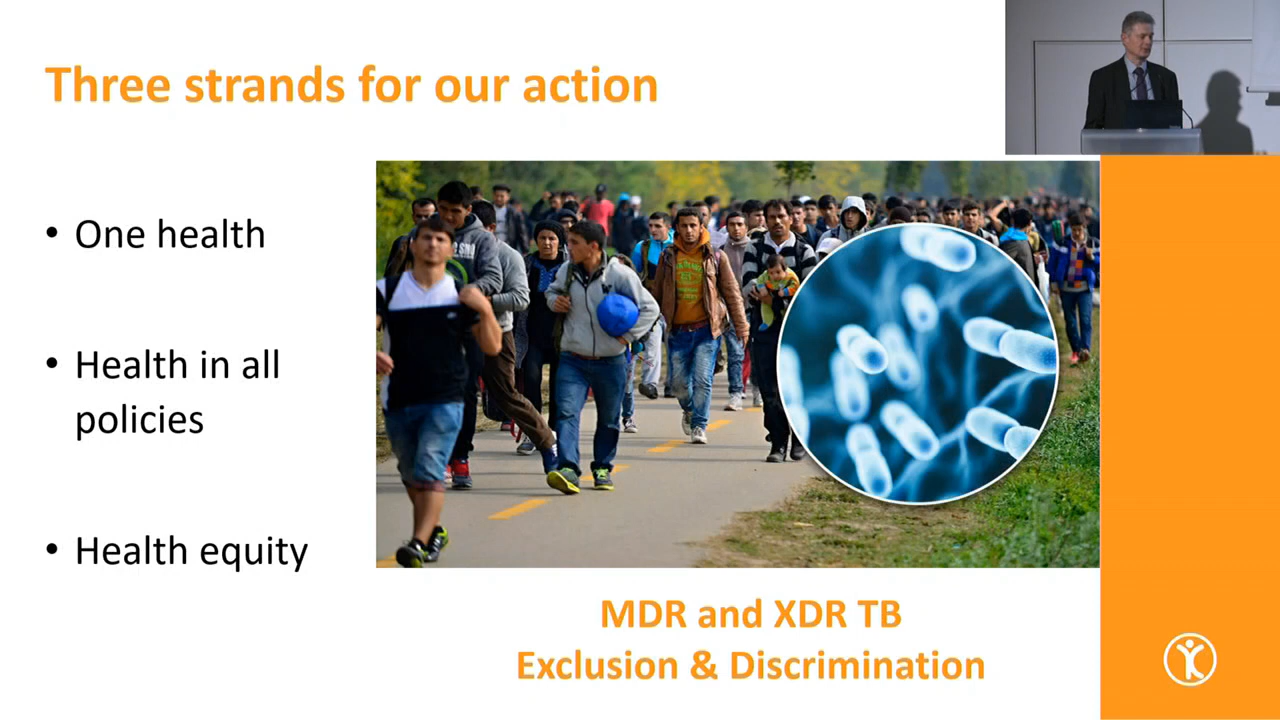 Three strands for our action
• One health
• Health in all
policies
• Health equity
MDR and XDR TB
Exclusion & Discrimination